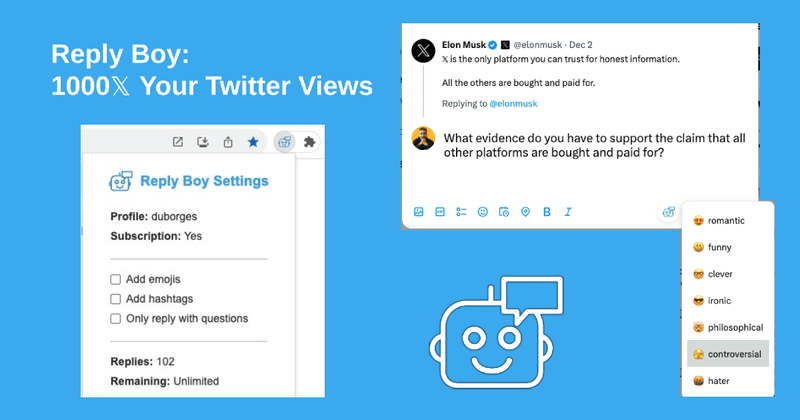 Reply Boy:
1000𝕏 Your Twitter Views
Reply Boy Settings
Profile: duborges
Subscription: Yes
Add emojis
Add hashtags
Only reply with questions
Replies: 102
Remaining: Unlimited
Elon Musk @elonmusk · Dec 2
𝕏 is the only platform you can trust for honest information.
All the others are bought and paid for.
Replying to @elonmusk
What evidence do you have to support the claim that all
other platforms are bought and paid for?
GIF
B I
romantic
funny
clever
ironic
philosophical
controversial
hater